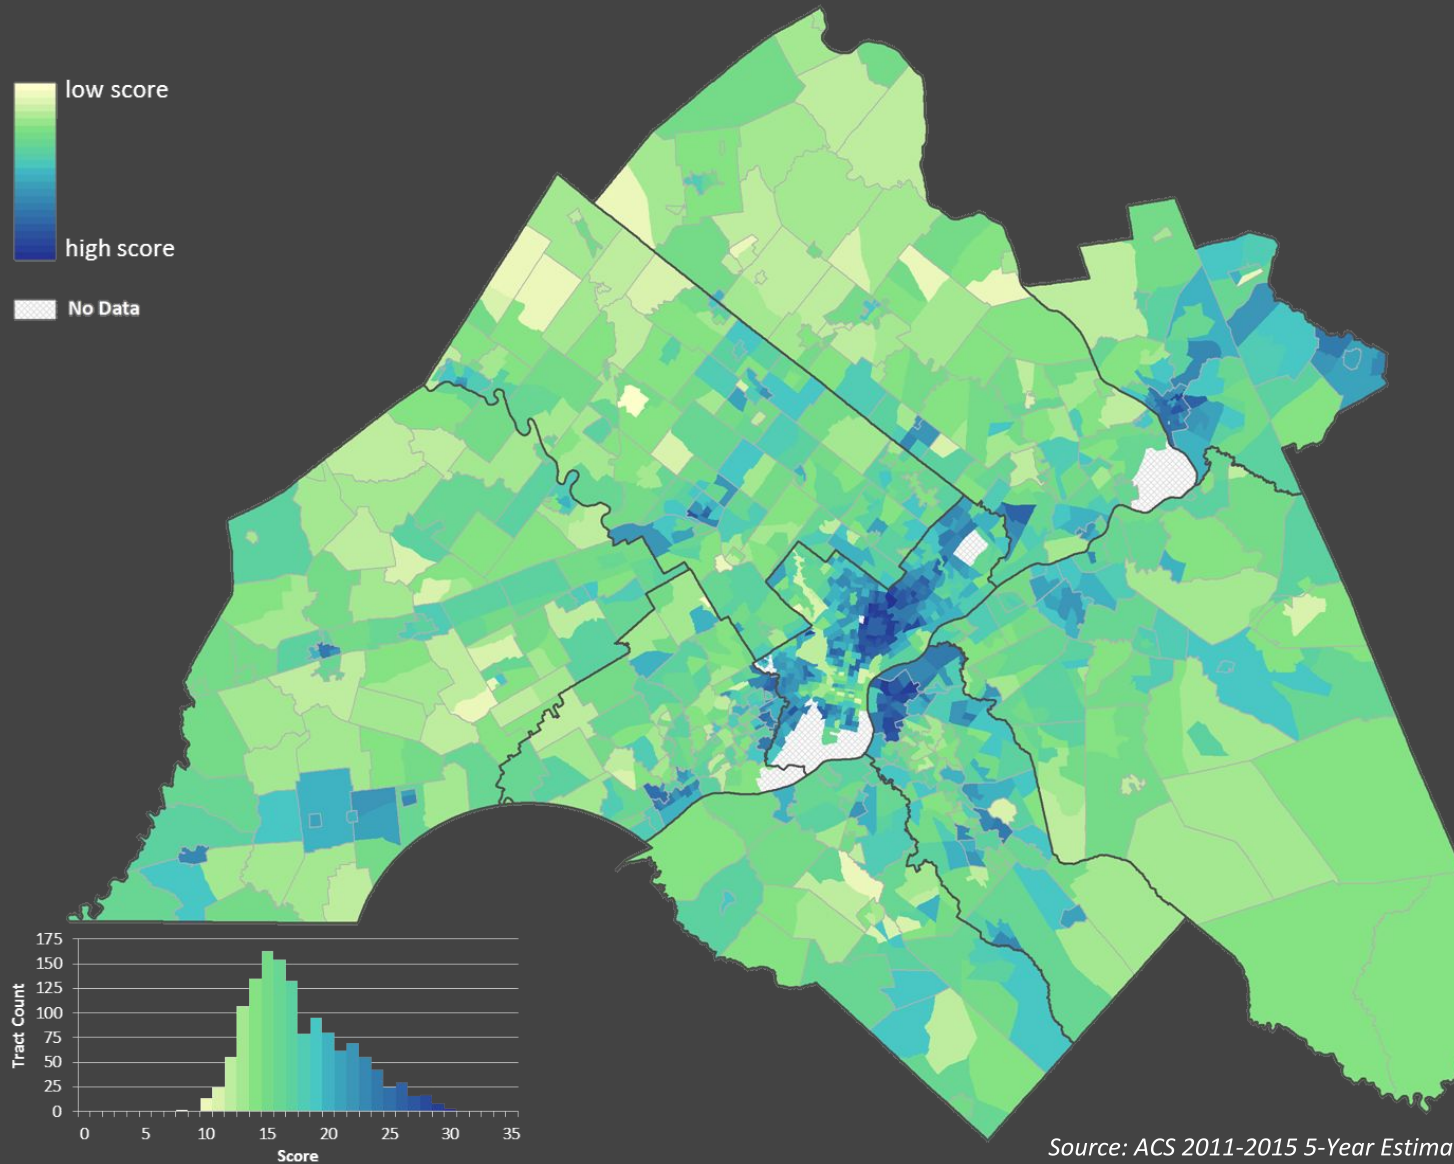 low score
high score
No Data
175
150
125
100
75
50
25
0
Tract Count
0 5 10 15 20 25 30 35
Score
Source: ACS 2011-2015 5-Year Estima